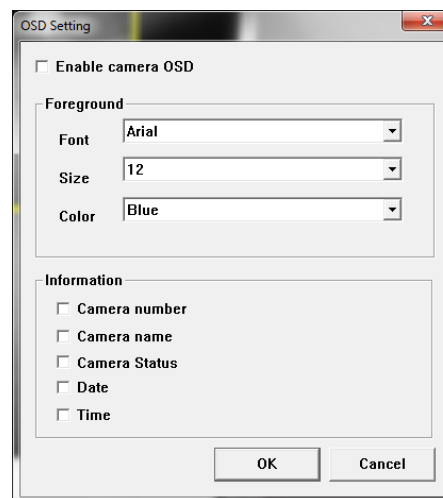 OSD Setting
Enable camera OSD
Foreground
Font Arial
Size 12
Color Blue
Information
Camera number
Camera name
Camera Status
Date
Time
OK Cancel